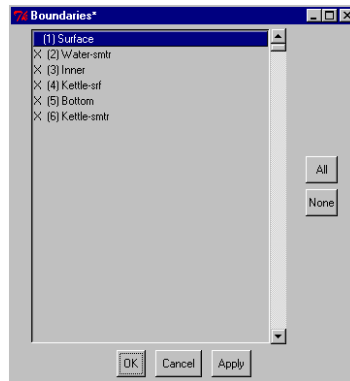 Boundaries*
(1) Surface
X (2) Water-smtr
X (3) Inner
X (4) Kettle-srf
X (5) Bottom
X (6) Kettle-smtr
All
None
OK Cancel Apply